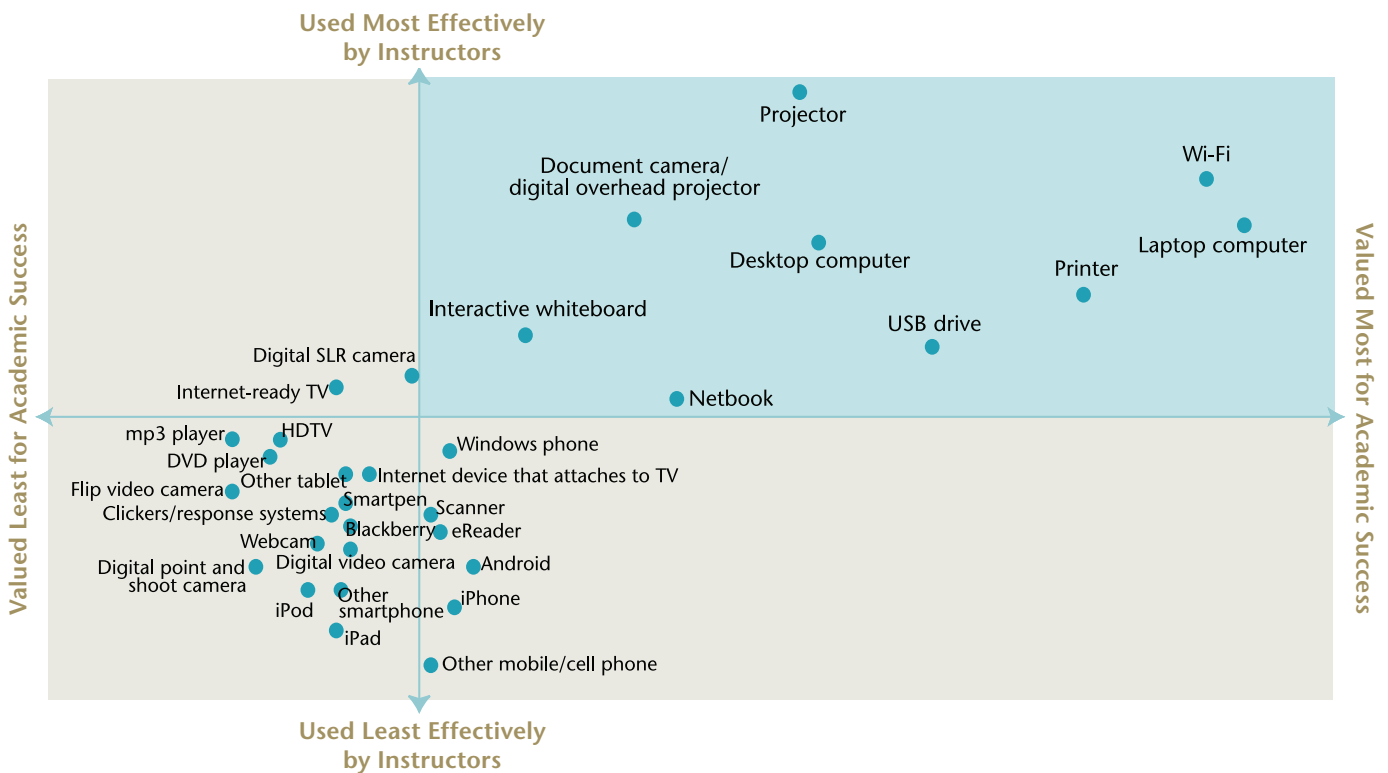 Used Most Effectively
by Instructors
Projector
Wi-Fi
Document camera/
digital overhead projector
Laptop computer
Desktop computer
Printer
Interactive whiteboard
USB drive
Digital SLR camera
Internet-ready TV
Netbook
Valued Least for Academic Success
Valued Most for Academic Success
mp3 player
HDTV
Windows phone
DVD player
Other tablet
Internet device that attaches to TV
Flip video camera
Smartpen
Clickers/response systems
Scanner
Blackberry
eReader
Webcam
Digital video camera
Android
Digital point and
shoot camera
iPod
Other
smartphone
iPhone
iPad
Other mobile/cell phone
Used Least Effectively
by Instructors